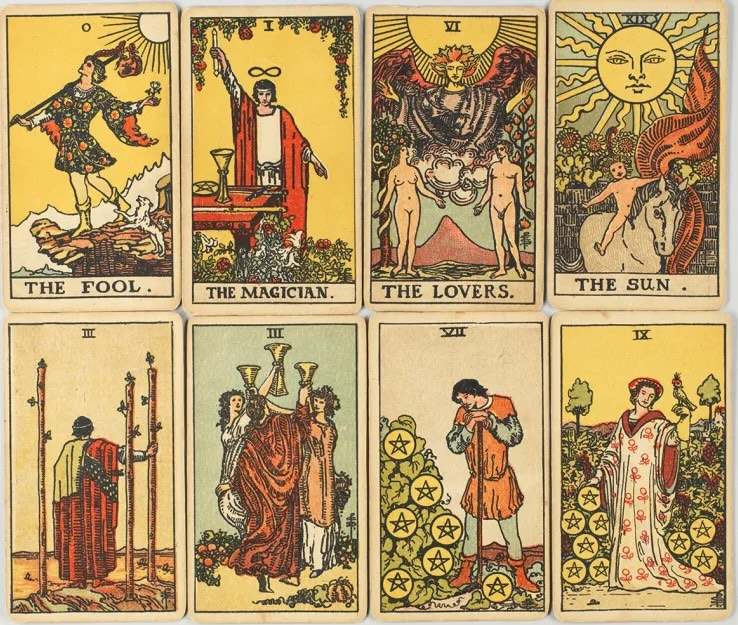 0
I
VI
XIX
THE FOOL.
THE MAGICIAN.
THE LOVERS.
THE SUN .
III
III
VII
IX